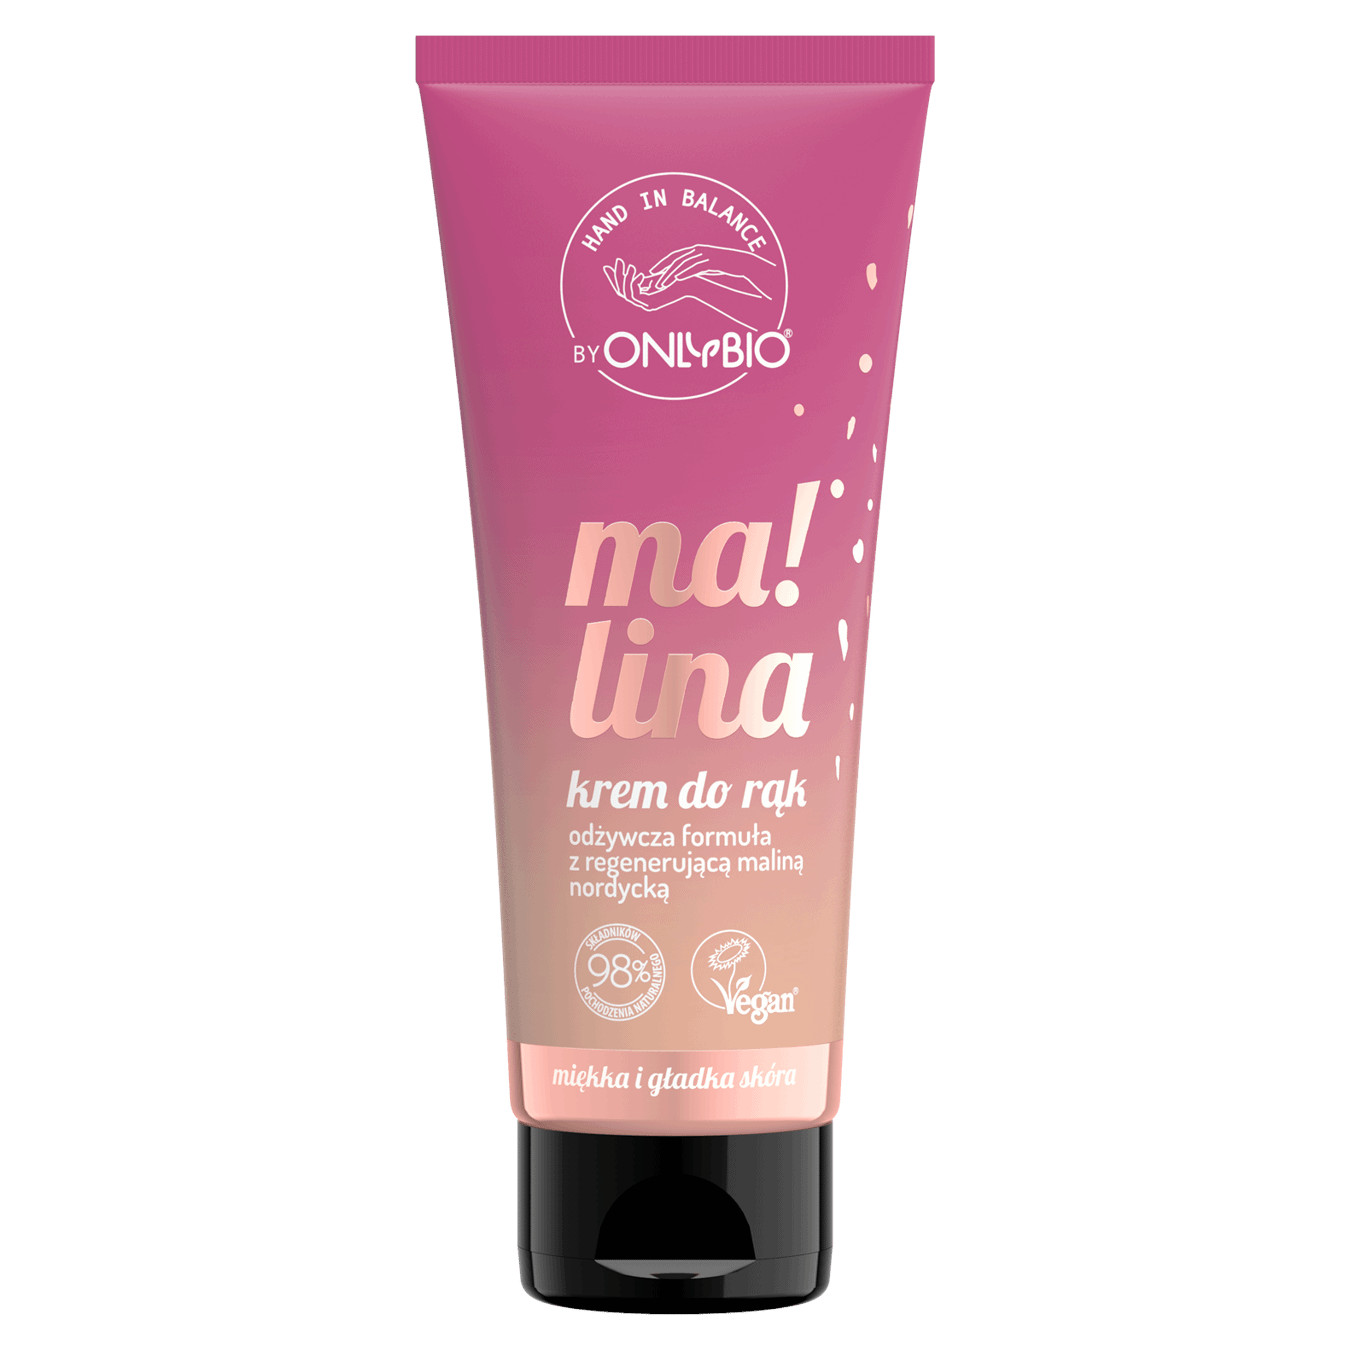 HAND IN BALANCE
BY ONLYBIO®
ma!
lina
krem do rąk
odżywcza formuła
z regenerującą maliną
nordycką
SKŁADNIKÓW
98%
POCHODZENIA NATURALNEGO
Vegan®
miękka i gładka skóra